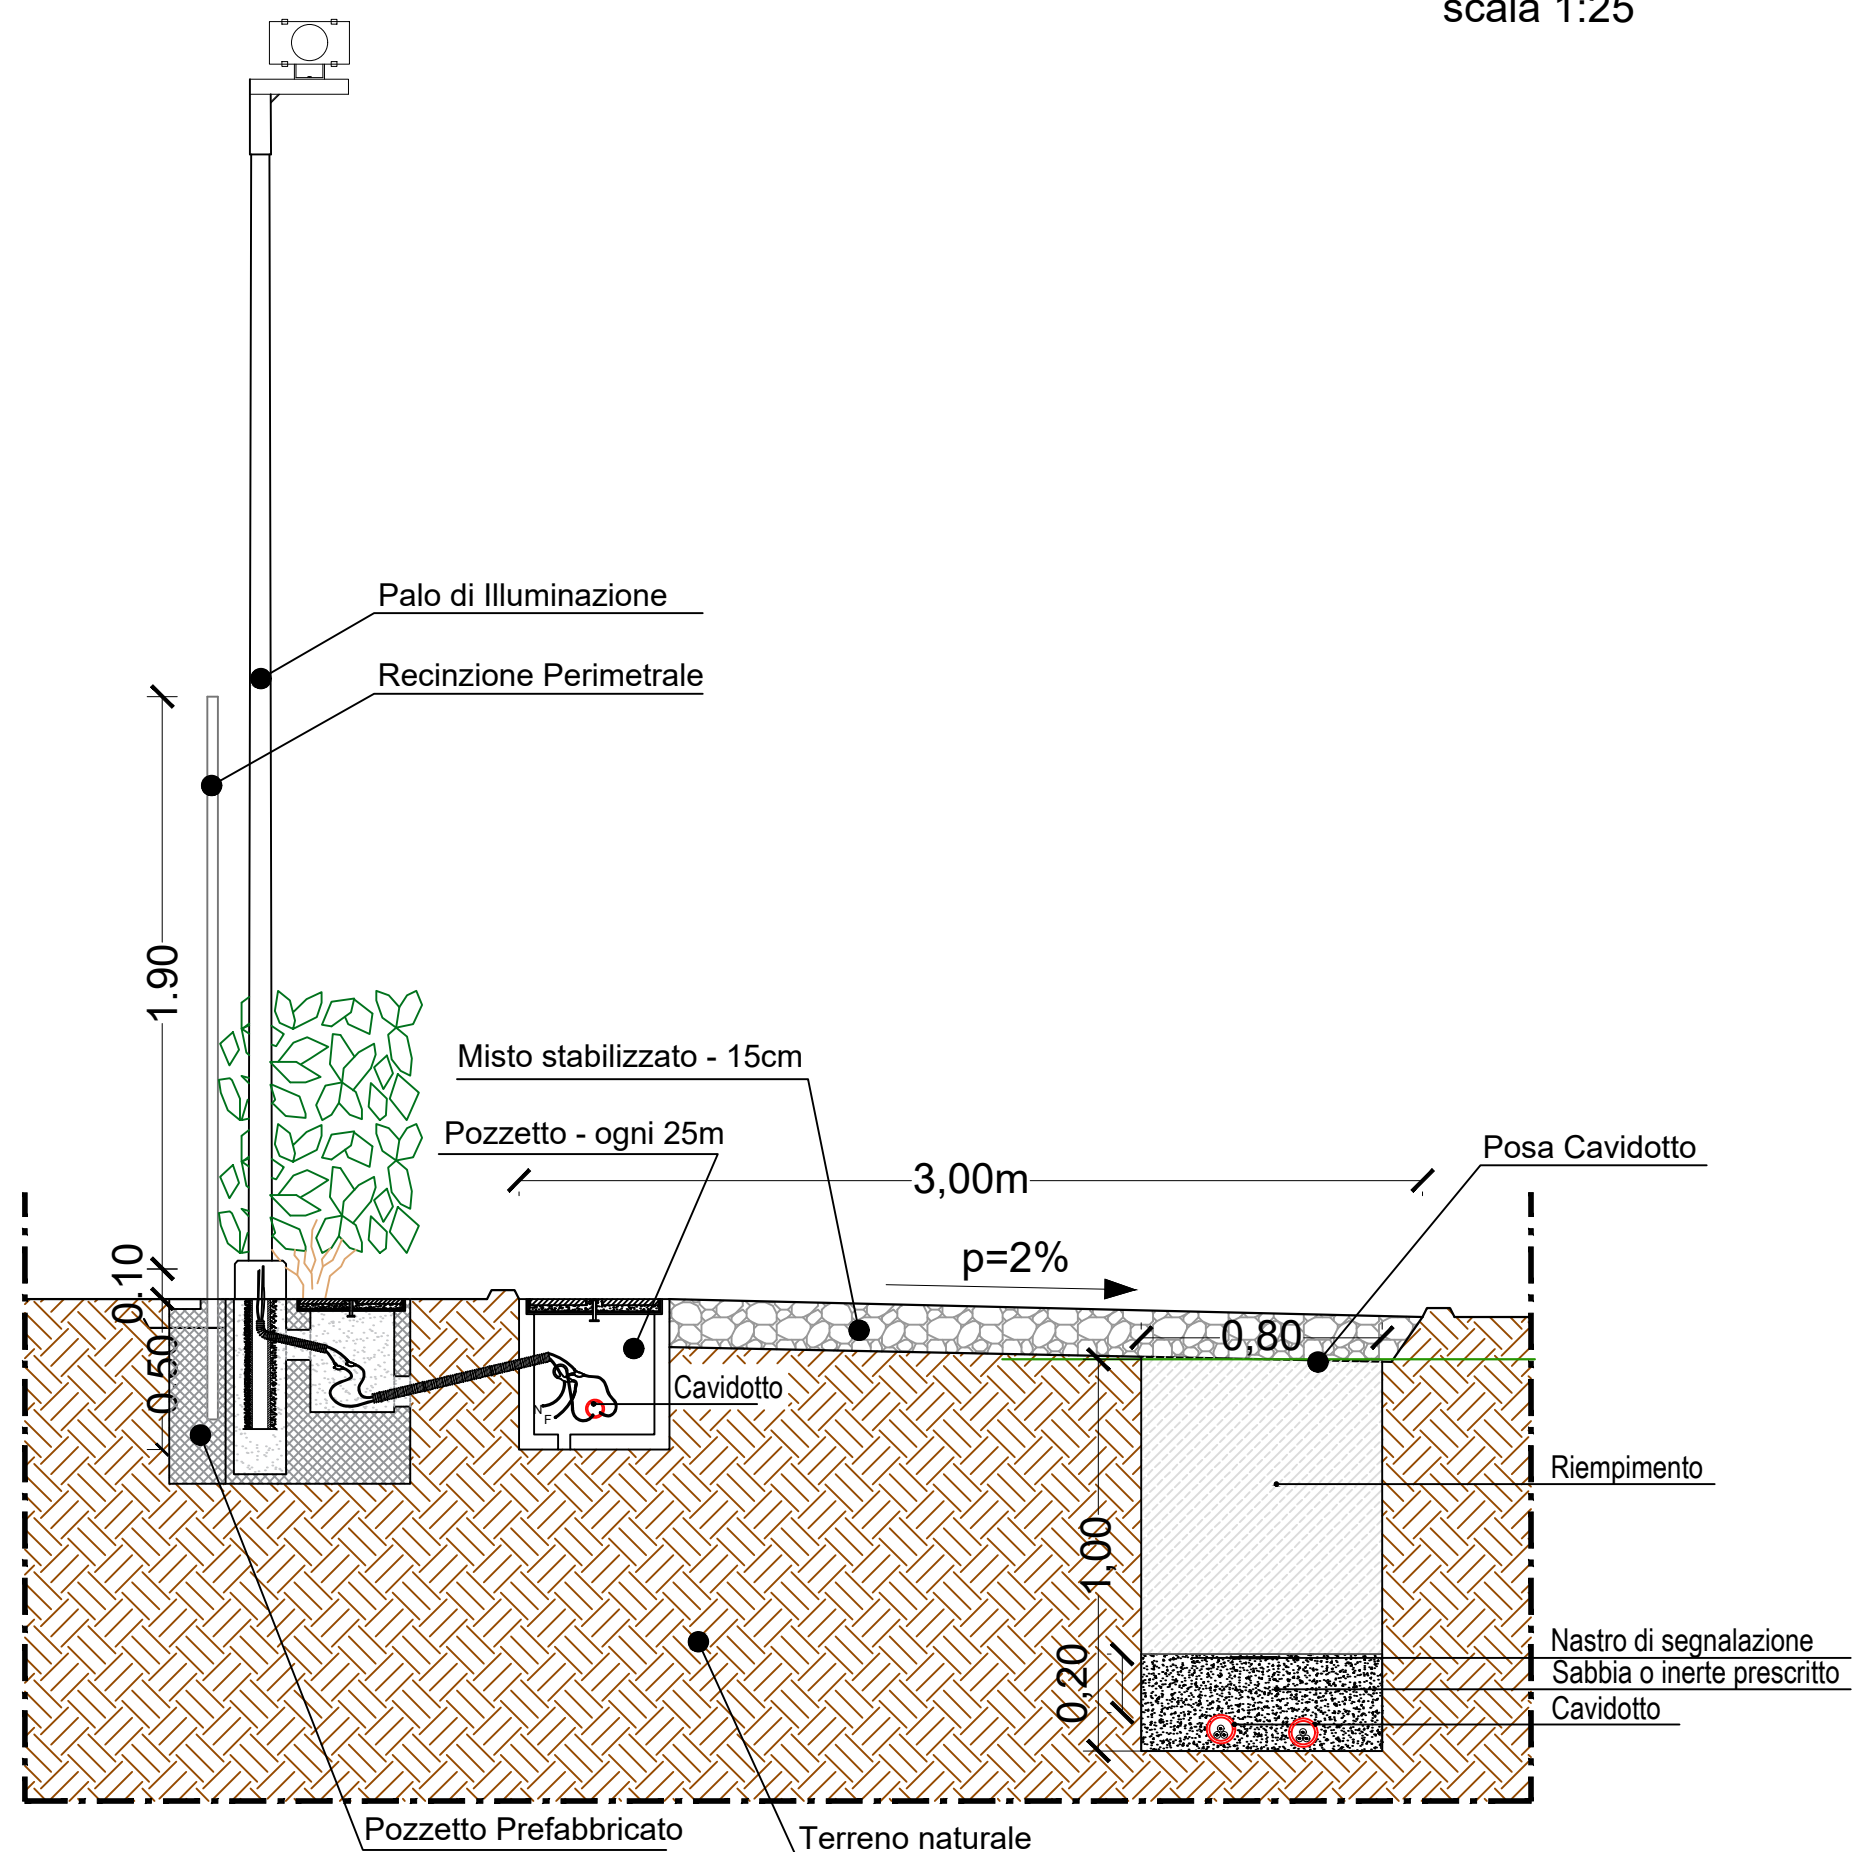 scala 1:25
Palo di Illuminazione
Recinzione Perimetrale
1.90
Misto stabilizzato - 15cm
Pozzetto - ogni 25m
Posa Cavidotto
3,00m
p=2%
0.10
0,80
0.50
Cavidotto
N
F
Riempimento
1,00
Nastro di segnalazione
0,20
Sabbia o inerte prescritto
Cavidotto
Pozzetto Prefabbricato
Terreno naturale